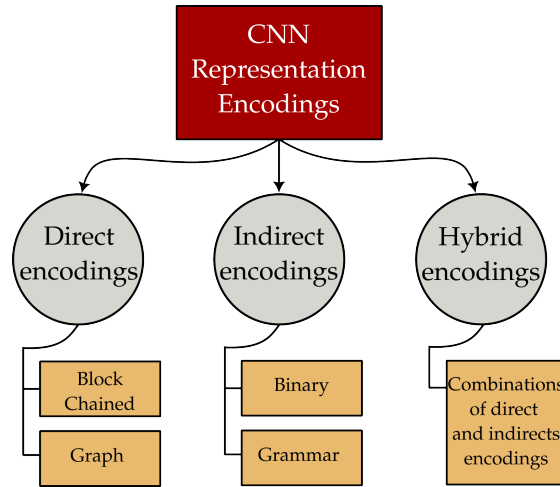 CNN
Representation
Encodings
Direct
encodings
Indirect
encodings
Hybrid
encodings
Block
Chained
Graph
Binary
Grammar
Combinations
of direct
and indirects
encodings